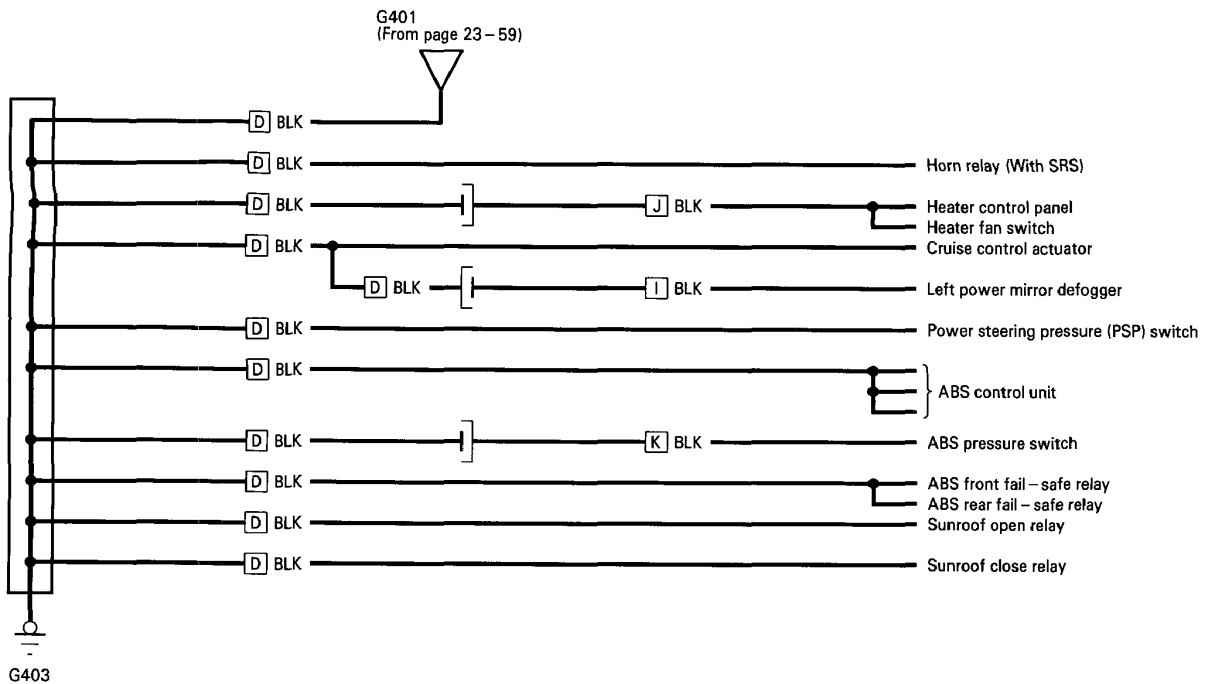 G401
(From page 23–59)
D BLK
D BLK Horn relay (With SRS)
D BLK J BLK Heater control panel
Heater fan switch
D BLK Cruise control actuator
D BLK I BLK Left power mirror defogger
D BLK Power steering pressure (PSP) switch
D BLK
ABS control unit
D BLK K BLK ABS pressure switch
D BLK ABS front fail–safe relay
ABS rear fail–safe relay
D BLK Sunroof open relay
D BLK Sunroof close relay
G403